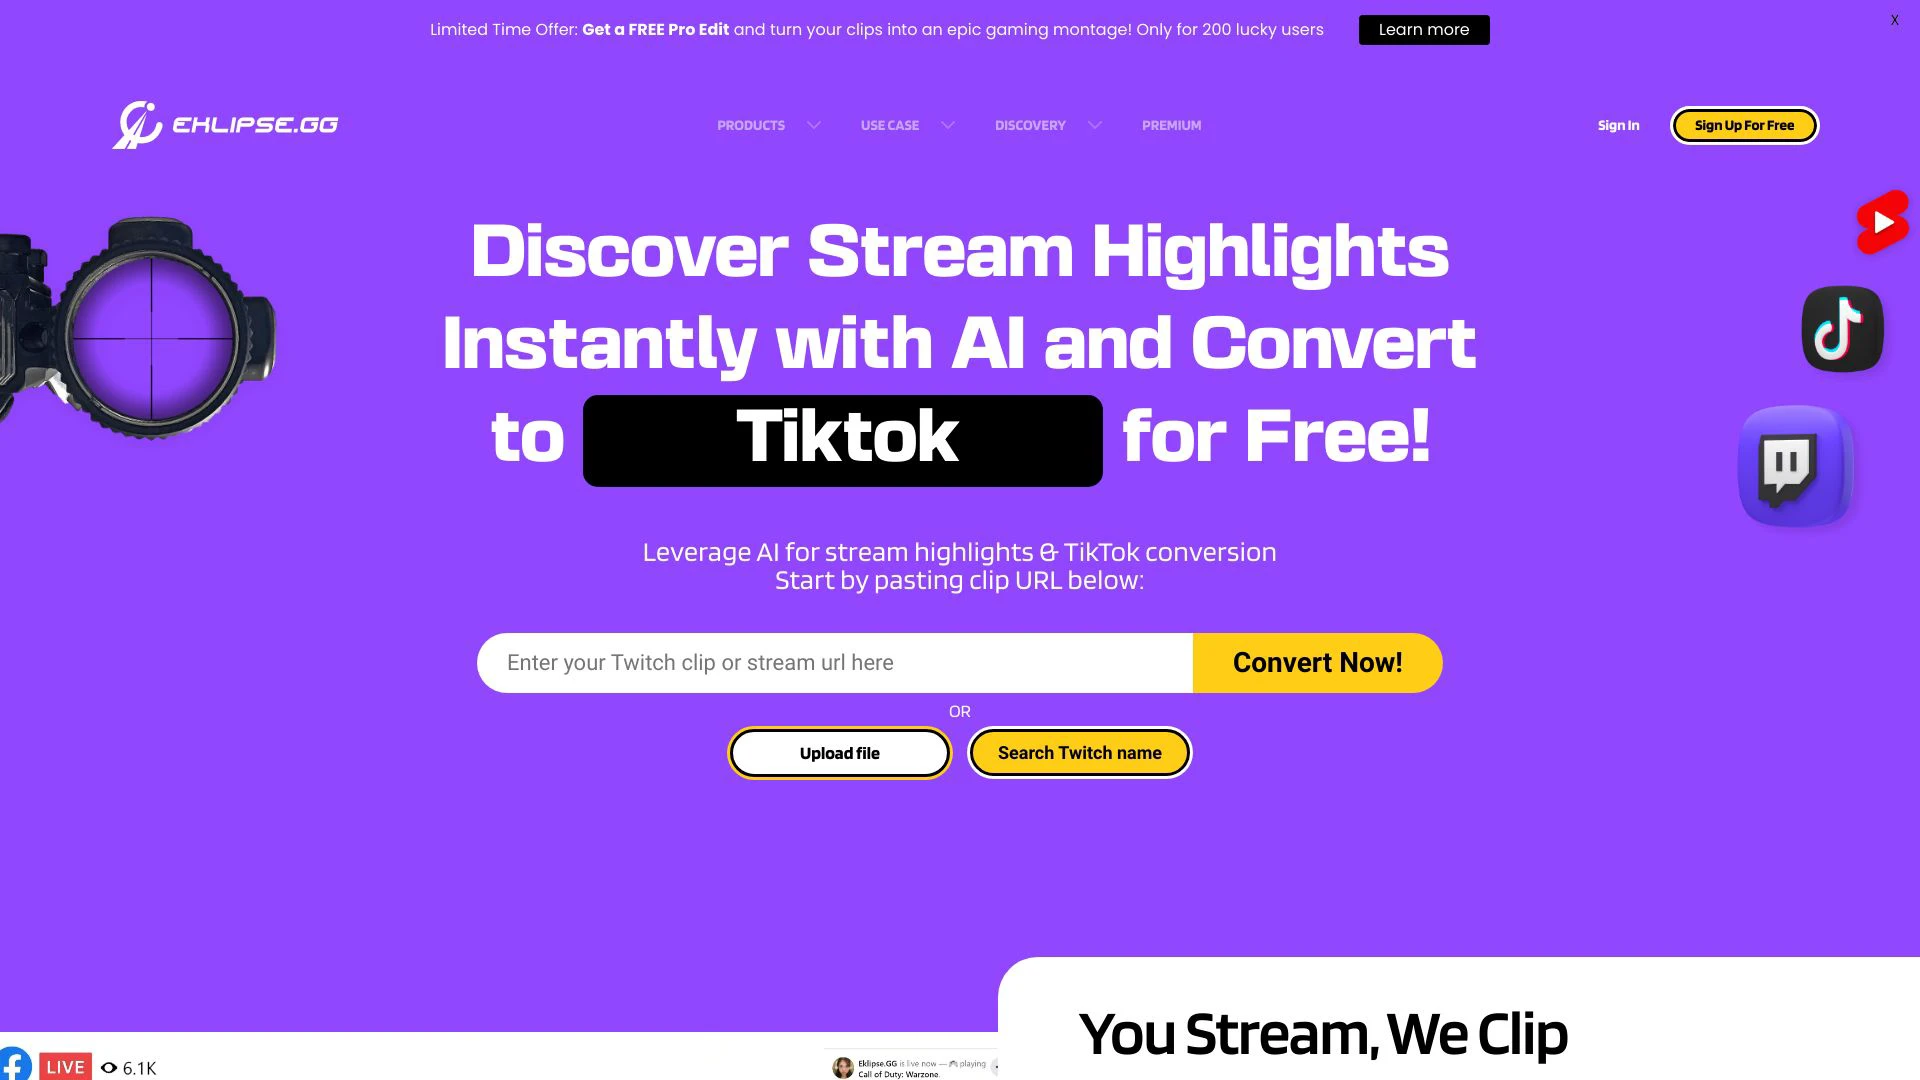 Limited Time Offer: Get a FREE Pro Edit and turn your clips into an epic gaming montage! Only for 200 lucky users
Learn more
X
EKLIPSE.GG
PRODUCTS
USE CASE
DISCOVERY
PREMIUM
Sign In
Sign Up For Free
Discover Stream Highlights
Instantly with AI and Convert
to Tiktok for Free!
Leverage AI for stream highlights & TikTok conversion
Start by pasting clip URL below:
Enter your Twitch clip or stream url here
Convert Now!
OR
Upload file
Search Twitch name
You Stream, We Clip
LIVE
6.1K
Eklipse.GG is live now — 🎮 playing
Call of Duty: Warzone.